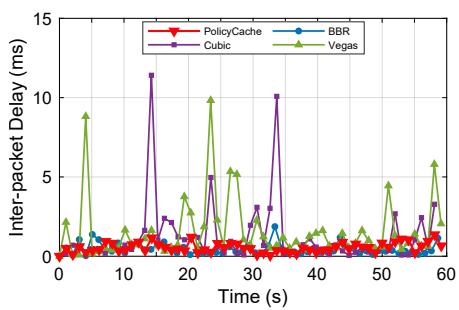 PolicyCache
BBR
Cubic
Vegas
15
10
5
0
Inter-packet Delay (ms)
0 10 20 30 40 50 60
Time (s)